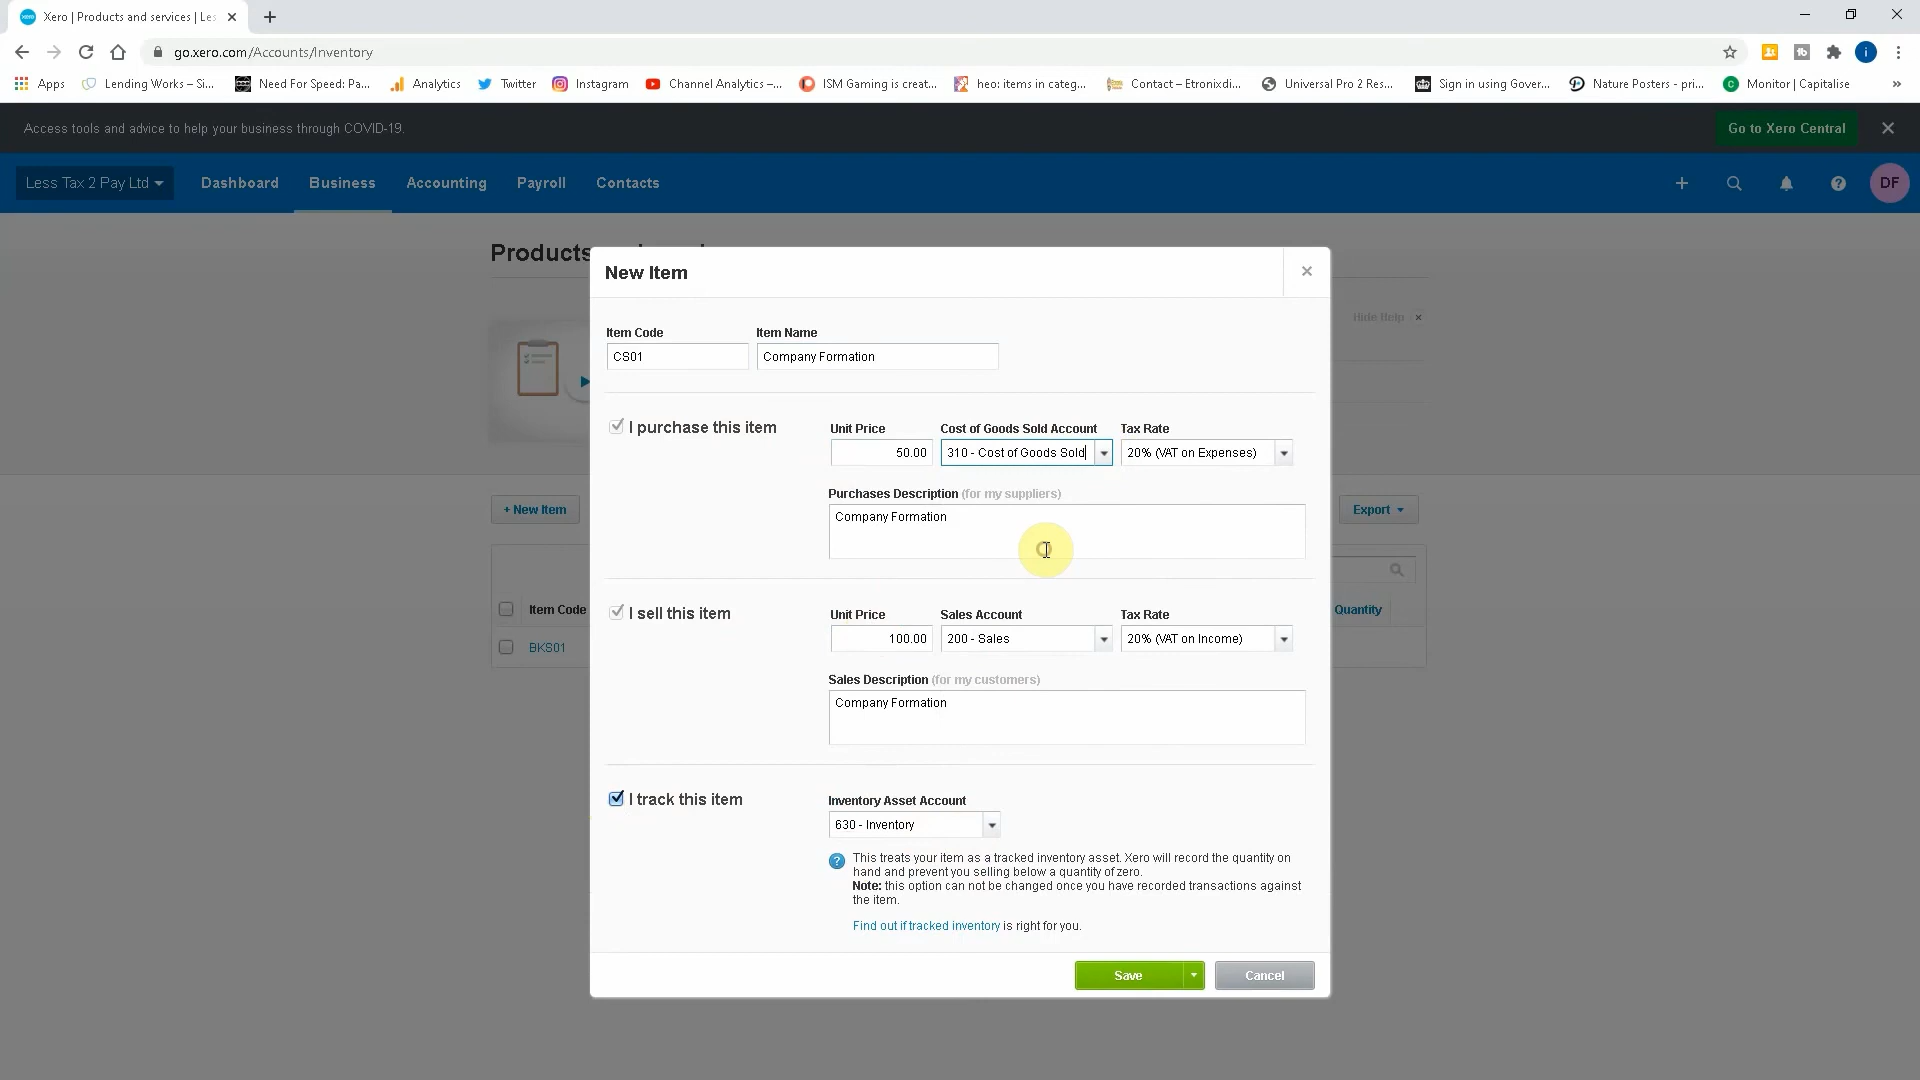 Xero | Products and services | Les
go.xero.com/Accounts/Inventory
Apps
Lending Works – Si...
Need For Speed: Pa...
Analytics
Twitter
Instagram
Channel Analytics –...
ISM Gaming is creat...
heo: items in categ...
Contact – Etronixdi...
Universal Pro 2 Res...
Sign in using Gover...
Nature Posters - pri...
Monitor | Capitalise
»
Access tools and advice to help your business through COVID-19.
Go to Xero Central
Less Tax 2 Pay Ltd
Dashboard
Business
Accounting
Payroll
Contacts
DF
Products
Hide Help
New Item
Item Code
Item Name
CS01
Company Formation
I purchase this item
Unit Price
Cost of Goods Sold Account
Tax Rate
50.00
310 - Cost of Goods Sold
20% (VAT on Expenses)
Purchases Description (for my suppliers)
Company Formation
+ New Item
Export
I sell this item
Unit Price
Sales Account
Tax Rate
100.00
200 - Sales
20% (VAT on Income)
Item Code
Quantity
BKS01
Sales Description (for my customers)
Company Formation
I track this item
Inventory Asset Account
630 - Inventory
This treats your item as a tracked inventory asset. Xero will record the quantity on
hand and prevent you selling below a quantity of zero.
Note: this option can not be changed once you have recorded transactions against
the item.
Find out if tracked inventory is right for you.
Save
Cancel